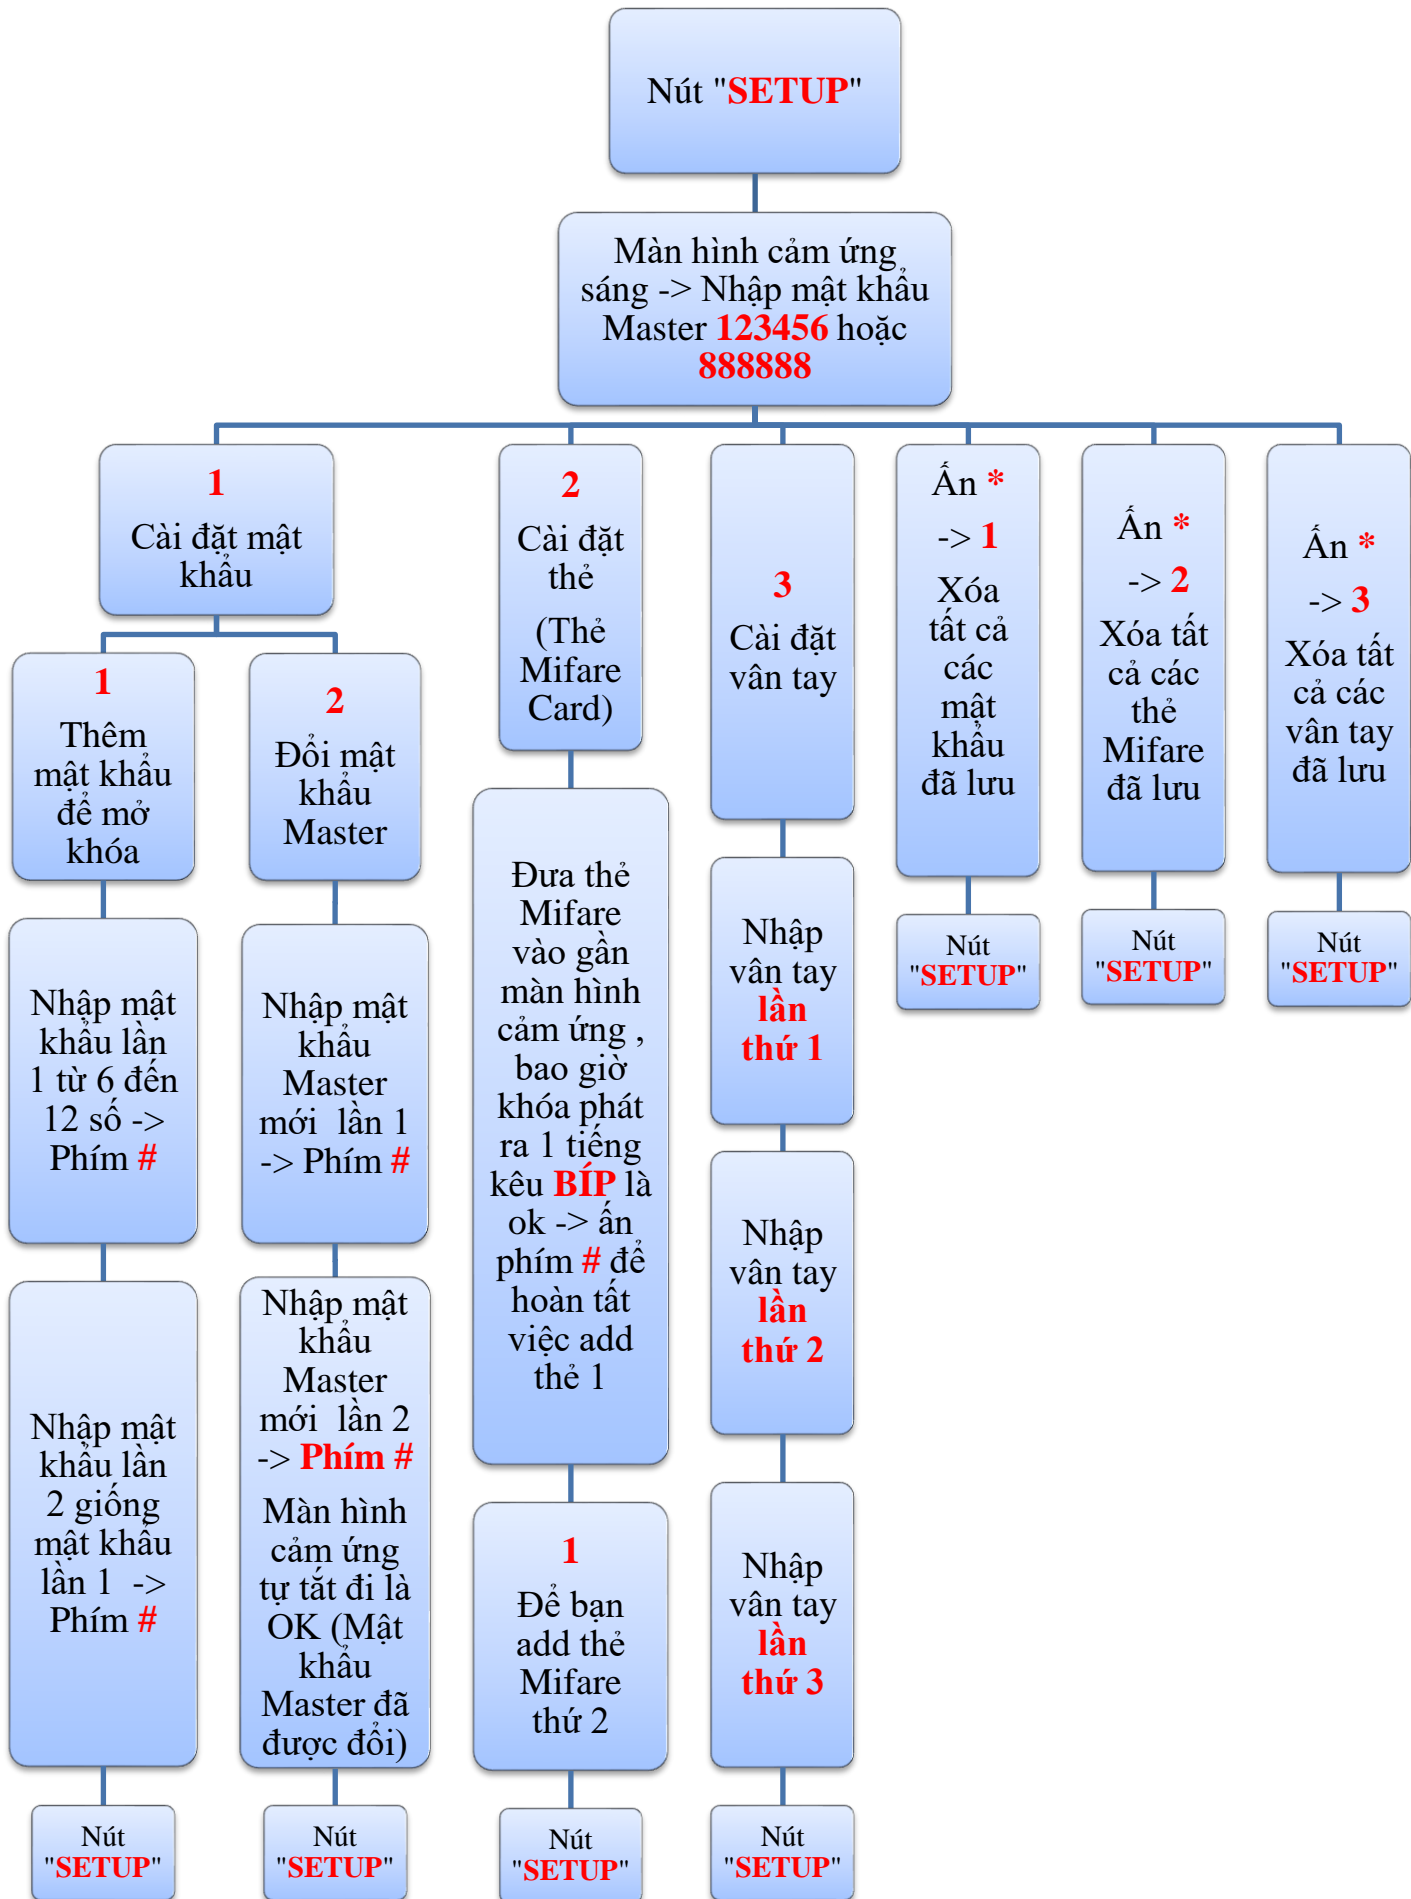 Nút "SETUP"
Màn hình cảm ứng
sáng -> Nhập mật khẩu
Master 123456 hoặc
888888
1
Cài đặt mật
khẩu
1
Thêm
mật khẩu
để mở
khóa
Nhập mật
khẩu lần
1 từ 6 đến
12 số ->
Phím #
Nhập mật
khẩu lần
2 giống
mật khẩu
lần 1  ->
Phím #
Nút
"SETUP"
2
Đổi mật
khẩu
Master
Nhập mật
khẩu
Master
mới  lần 1
-> Phím #
Nhập mật
khẩu
Master
mới  lần 2
-> Phím #
Màn hình
cảm ứng
tự tắt đi là
OK (Mật
khẩu
Master đã
được đổi)
Nút
"SETUP"
2
Cài đặt
thẻ
(Thẻ
Mifare
Card)
Đưa thẻ
Mifare
vào gần
màn hình
cảm ứng ,
bao giờ
khóa phát
ra 1 tiếng
kêu BÍP là
ok -> ấn
phím # để
hoàn tất
việc add
thẻ 1
1
Để bạn
add thẻ
Mifare
thứ 2
Nút
"SETUP"
3
Cài đặt
vân tay
Nhập
vân tay
lần
thứ 1
Nhập
vân tay
lần
thứ 2
Nhập
vân tay
lần
thứ 3
Nút
"SETUP"
Ấn *
-> 1
Xóa
tất cả
các
mật
khẩu
đã lưu
Nút
"SETUP"
Ấn *
-> 2
Xóa tất
cả các
thẻ
Mifare
đã lưu
Nút
"SETUP"
Ấn *
-> 3
Xóa tất
cả các
vân tay
đã lưu
Nút
"SETUP"